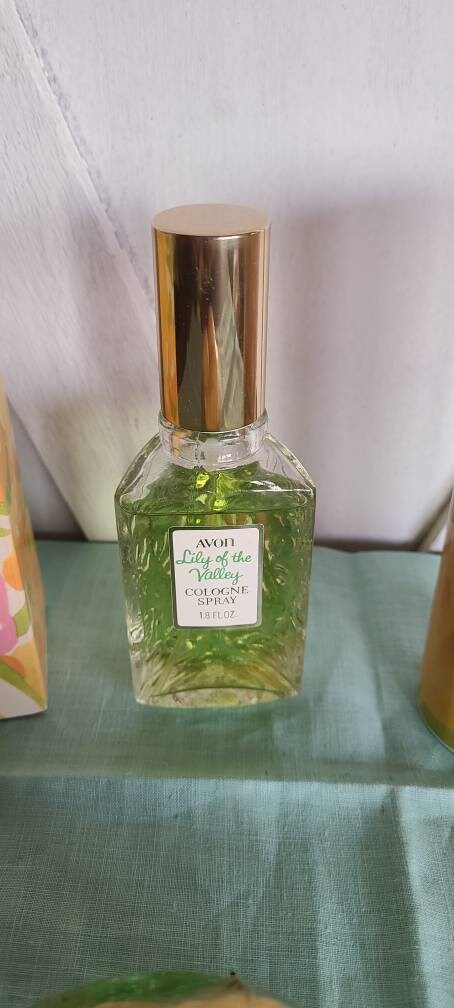 AVON
Lily of the
Valley
COLOGNE
SPRAY
1.8 FL.OZ.